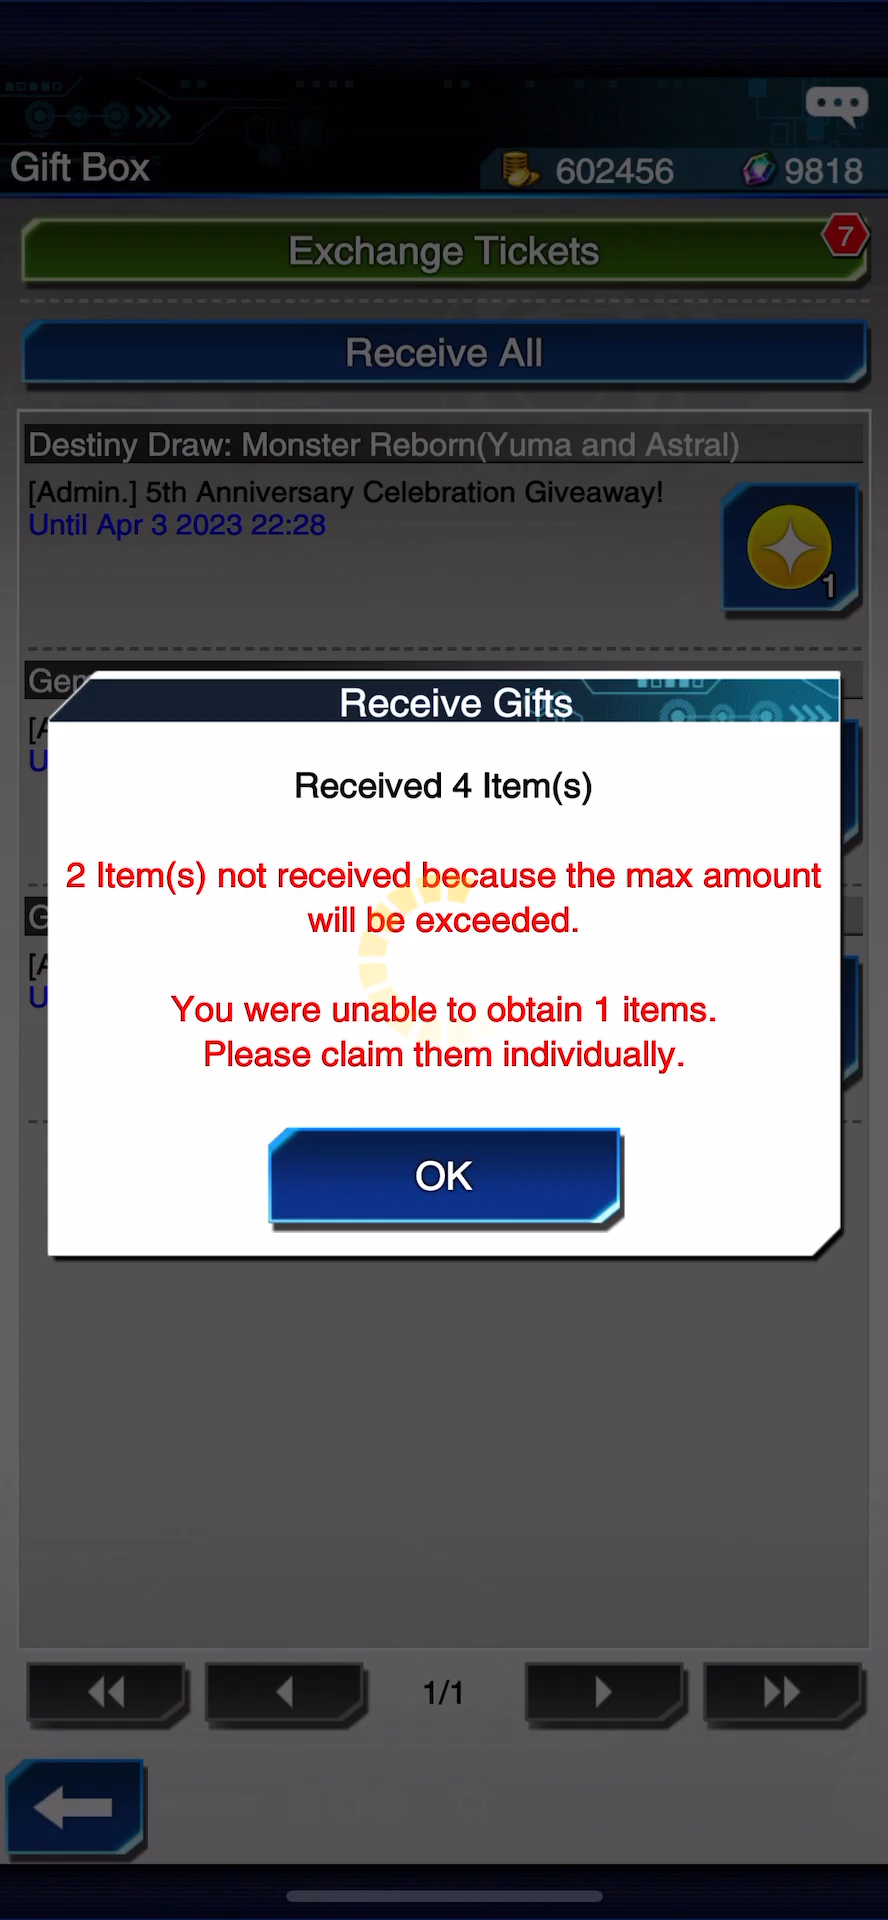 Gift Box
602456
9818
Exchange Tickets
7
Receive All
Destiny Draw: Monster Reborn(Yuma and Astral)
[Admin.] 5th Anniversary Celebration Giveaway!
Until Apr 3 2023 22:28
1
Receive Gifts
Received 4 Item(s)
2 Item(s) not received because the max amount
will be exceeded.
You were unable to obtain 1 items.
Please claim them individually.
OK
1/1